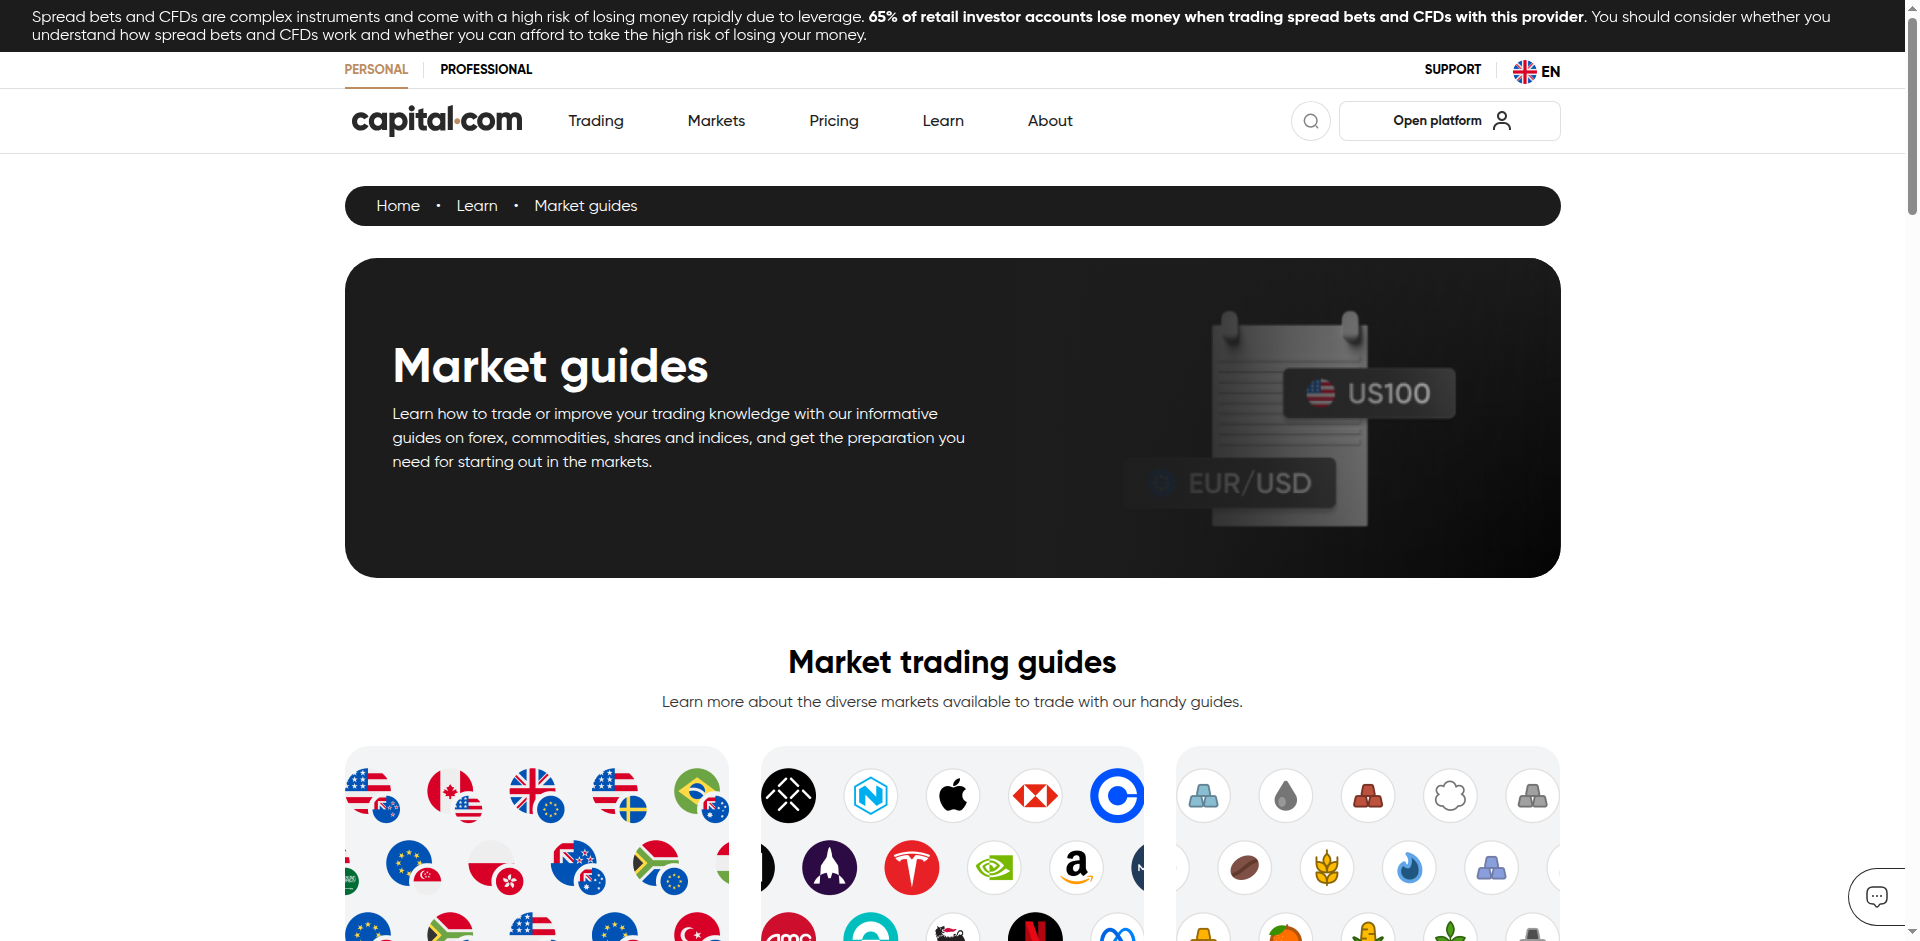 Spread bets and CFDs are complex instruments and come with a high risk of losing money rapidly due to leverage. 65% of retail investor accounts lose money when trading spread bets and CFDs with this provider. You should consider whether you
understand how spread bets and CFDs work and whether you can afford to take the high risk of losing your money.
PERSONAL PROFESSIONAL SUPPORT EN
capital.com Trading Markets Pricing Learn About Open platform
Home • Learn • Market guides
Market guides
Learn how to trade or improve your trading knowledge with our informative
guides on forex, commodities, shares and indices, and get the preparation you
need for starting out in the markets.
US100
EUR/USD
Market trading guides
Learn more about the diverse markets available to trade with our handy guides.